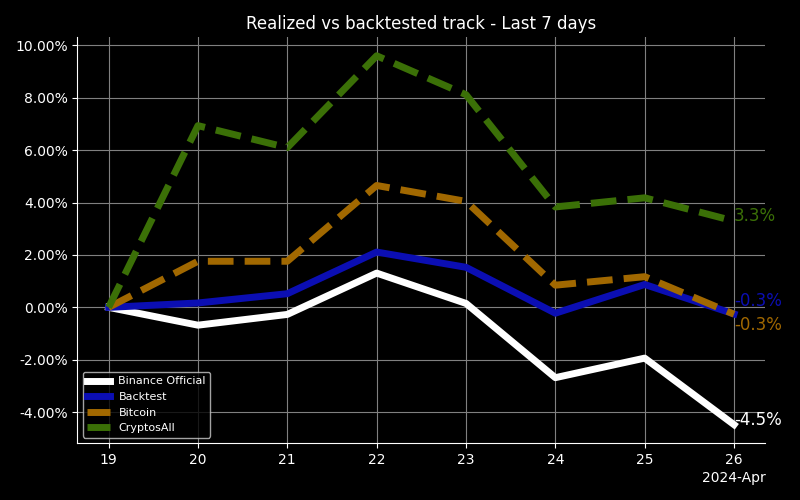 Realized vs backtested track - Last 7 days
10.00%
8.00%
6.00%
4.00%
2.00%
0.00%
-2.00%
-4.00%
3.3%
-0.3%
-0.3%
-4.5%
Binance Official
Backtest
Bitcoin
CryptosAll
19 20 21 22 23 24 25 26
2024-Apr